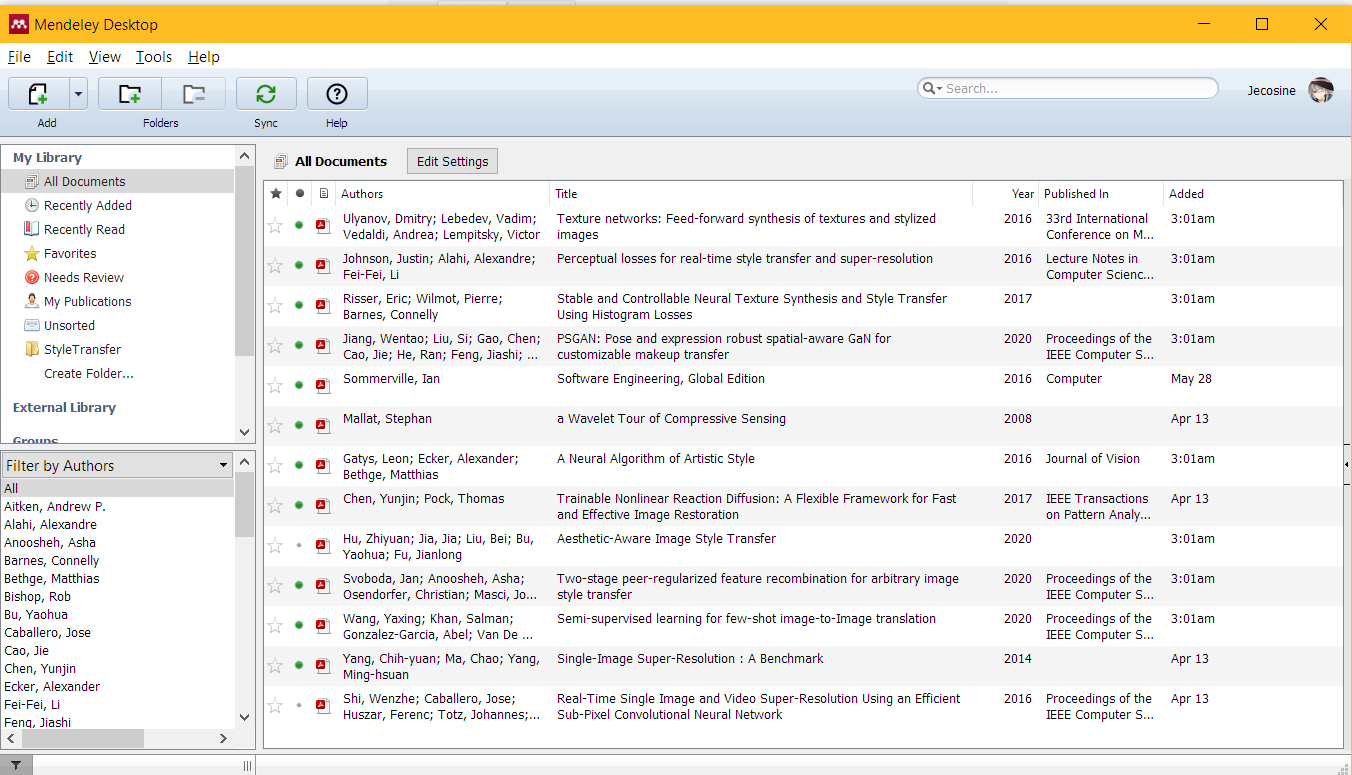 Mendeley Desktop
File Edit View Tools Help
Search...
Jecosine
Add
Folders
Sync
Help
My Library
All Documents
Recently Added
Recently Read
Favorites
Needs Review
My Publications
Unsorted
StyleTransfer
Create Folder...
External Library
Groups
Filter by Authors
All
Aitken, Andrew P.
Alahi, Alexandre
Anoosheh, Asha
Barnes, Connelly
Bethge, Matthias
Bishop, Rob
Bu, Yaohua
Caballero, Jose
Cao, Jie
Chen, Yunjin
Ecker, Alexander
Fei-Fei, Li
Feng, Jiashi
All Documents
Edit Settings
Authors Title Year Published In Added
Ulyanov, Dmitry; Lebedev, Vadim; Texture networks: Feed-forward synthesis of textures and stylized 2016 33rd International 3:01am
Vedaldi, Andrea; Lempitsky, Victor images Conference on M...
Johnson, Justin; Alahi, Alexandre; Perceptual losses for real-time style transfer and super-resolution 2016 Lecture Notes in 3:01am
Fei-Fei, Li Computer Scienc...
Risser, Eric; Wilmot, Pierre; Stable and Controllable Neural Texture Synthesis and Style Transfer 2017 3:01am
Barnes, Connelly Using Histogram Losses
Jiang, Wentao; Liu, Si; Gao, Chen; PSGAN: Pose and expression robust spatial-aware GaN for 2020 Proceedings of the 3:01am
Cao, Jie; He, Ran; Feng, Jiashi; ... customizable makeup transfer IEEE Computer S...
Sommerville, Ian Software Engineering, Global Edition 2016 Computer May 28
Mallat, Stephan a Wavelet Tour of Compressive Sensing 2008 Apr 13
Gatys, Leon; Ecker, Alexander; A Neural Algorithm of Artistic Style 2016 Journal of Vision 3:01am
Bethge, Matthias
Chen, Yunjin; Pock, Thomas Trainable Nonlinear Reaction Diffusion: A Flexible Framework for Fast 2017 IEEE Transactions Apr 13
and Effective Image Restoration on Pattern Analy...
Hu, Zhiyuan; Jia, Jia; Liu, Bei; Bu, Aesthetic-Aware Image Style Transfer 2020 3:01am
Yaohua; Fu, Jianlong
Svoboda, Jan; Anoosheh, Asha; Two-stage peer-regularized feature recombination for arbitrary image 2020 Proceedings of the 3:01am
Osendorfer, Christian; Masci, Jo... style transfer IEEE Computer S...
Wang, Yaxing; Khan, Salman; Semi-supervised learning for few-shot image-to-Image translation 2020 Proceedings of the 3:01am
Gonzalez-Garcia, Abel; Van De ... IEEE Computer S...
Yang, Chih-yuan; Ma, Chao; Yang, Single-Image Super-Resolution : A Benchmark 2014 Apr 13
Ming-hsuan
Shi, Wenzhe; Caballero, Jose; Real-Time Single Image and Video Super-Resolution Using an Efficient 2016 Proceedings of the Apr 13
Huszar, Ferenc; Totz, Johannes;... Sub-Pixel Convolutional Neural Network IEEE Computer S...